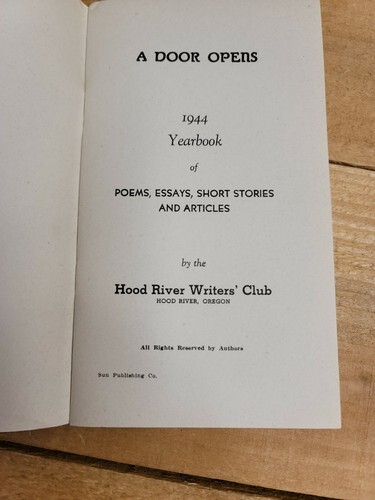 A DOOR OPENS
1944
Yearbook
of
POEMS, ESSAYS, SHORT STORIES
AND ARTICLES
by the
Hood River Writers' Club
HOOD RIVER, OREGON
All Rights Reserved by Authors
Sun Publishing Co.